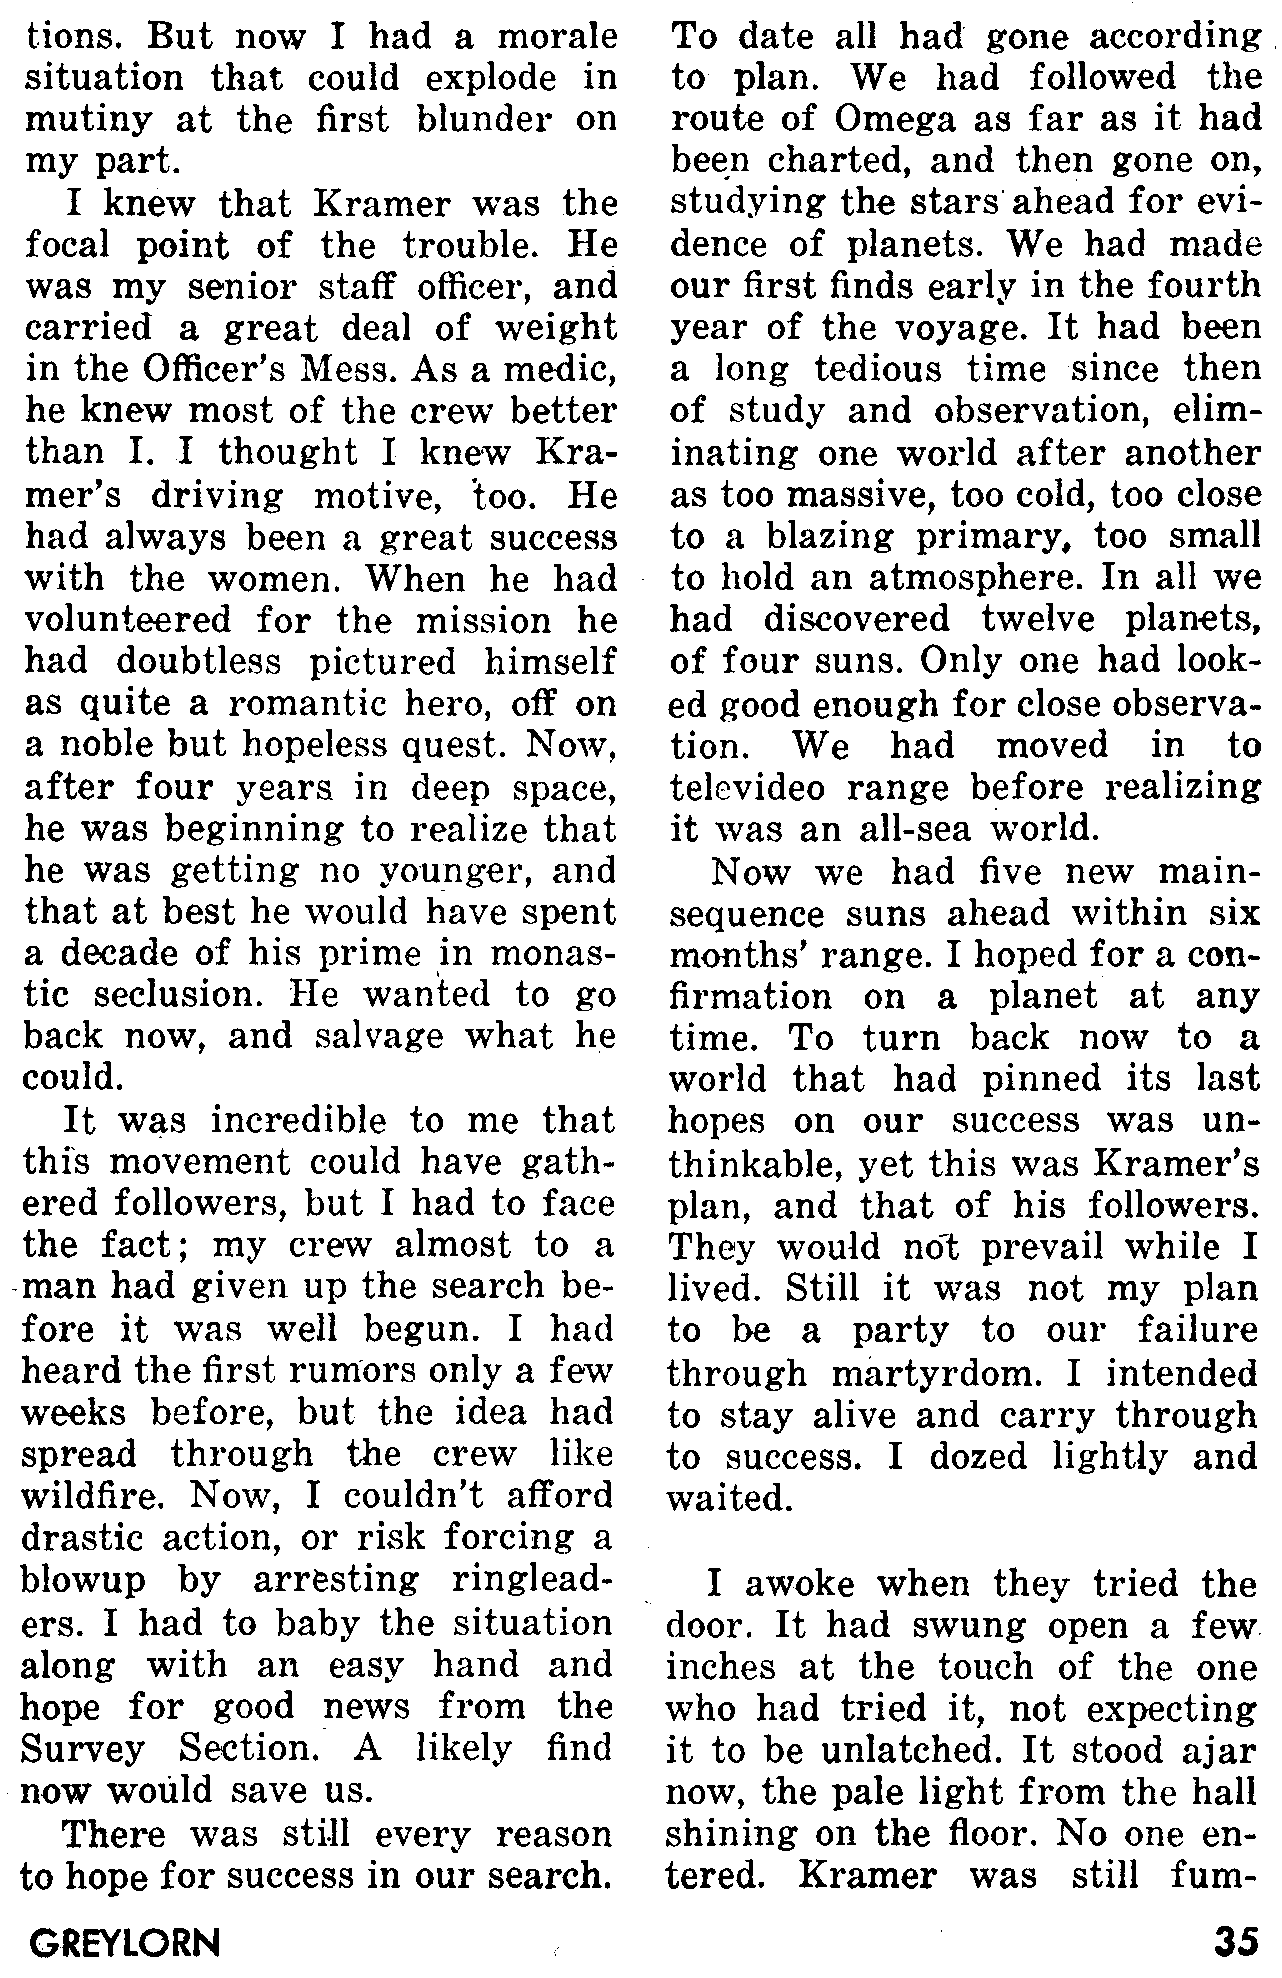 tions. But now I had a morale
situation that could explode in
mutiny at the first blunder on
my part.
I knew that Kramer was the
focal point of the trouble. He
was my senior staff officer, and
carried a great deal of weight
in the Officer's Mess. As a medic,
he knew most of the crew better
than I. I thought I knew Kra-
mer's driving motive, too. He
had always been a great success
with the women. When he had
volunteered for the mission he
had doubtless pictured himself
as quite a romantic hero, off on
a noble but hopeless quest. Now,
after four years in deep space,
he was beginning to realize that
he was getting no younger, and
that at best he would have spent
a decade of his prime in monas-
tic seclusion. He wanted to go
back now, and salvage what he
could.
It was incredible to me that
this movement could have gath-
ered followers, but I had to face
the fact; my crew almost to a
man had given up the search be-
fore it was well begun. I had
heard the first rumors only a few
weeks before, but the idea had
spread through the crew like
wildfire. Now, I couldn't afford
drastic action, or risk forcing a
blowup by arresting ringlead-
ers. I had to baby the situation
along with an easy hand and
hope for good news from the
Survey Section. A likely find
now would save us.
There was still every reason
to hope for success in our search.
To date all had gone according
to plan. We had followed the
route of Omega as far as it had
been charted, and then gone on,
studying the stars ahead for evi-
dence of planets. We had made
our first finds early in the fourth
year of the voyage. It had been
a long tedious time since then
of study and observation, elim-
inating one world after another
as too massive, too cold, too close
to a blazing primary, too small
to hold an atmosphere. In all we
had discovered twelve planets,
of four suns. Only one had look-
ed good enough for close observa-
tion. We had moved in to
televideo range before realizing
it was an all-sea world.
Now we had five new main-
sequence suns ahead within six
months' range. I hoped for a con-
firmation on a planet at any
time. To turn back now to a
world that had pinned its last
hopes on our success was un-
thinkable, yet this was Kramer's
plan, and that of his followers.
They would not prevail while I
lived. Still it was not my plan
to be a party to our failure
through martyrdom. I intended
to stay alive and carry through
to success. I dozed lightly and
waited.
I awoke when they tried the
door. It had swung open a few
inches at the touch of the one
who had tried it, not expecting
it to be unlatched. It stood ajar
now, the pale light from the hall
shining on the floor. No one en-
tered. Kramer was still fum-
GREYLORN
35